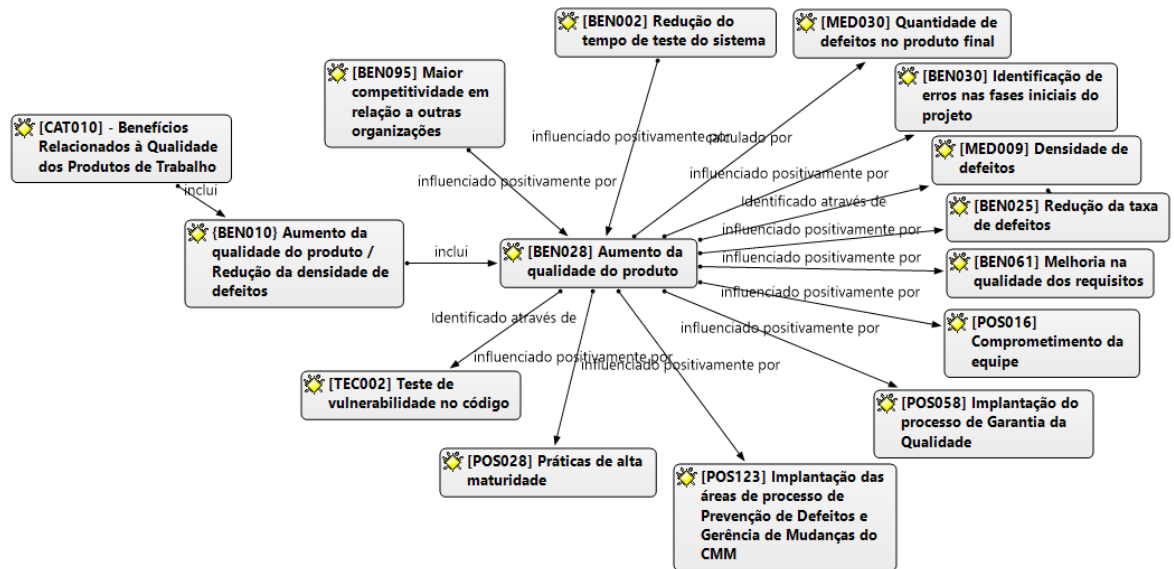 [BEN002] Redução do
tempo de teste do sistema
[MED030] Quantidade de
defeitos no produto final
[BEN095] Maior
competitividade em
relação a outras
organizações
[BEN030] Identificação de
erros nas fases iniciais do
projeto
[CAT010] - Benefícios
Relacionados à Qualidade
dos Produtos de Trabalho
influenciado positivamente por
calculado por
[MED009] Densidade de
defeitos
influenciado positivamente por
influenciado positivamente por
inclui
Identificado através de
[BEN025] Redução da taxa
de defeitos
{BEN010} Aumento da
qualidade do produto /
Redução da densidade de
defeitos
inclui
[BEN028] Aumento da
qualidade do produto
influenciado positivamente por
influenciado positivamente por
[BEN061] Melhoria na
qualidade dos requisitos
influenciado positivamente por
Identificado através de
influenciado positivamente por
[POS016]
Comprometimento da
equipe
influenciado positivamente por
influenciado positivamente por
[TEC002] Teste de
vulnerabilidade no código
[POS058] Implantação do
processo de Garantia da
Qualidade
[POS028] Práticas de alta
maturidade
[POS123] Implantação das
áreas de processo de
Prevenção de Defeitos e
Gerência de Mudanças do
CMM